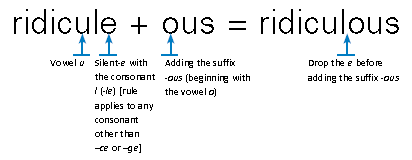 ridicule + ous = ridiculous
Vowel u
Silent-e with
the consonant
l (-le) [rule
applies to any
consonant
other than
–ce or –ge]
Adding the suffix
-ous (beginning with
the vowel o)
Drop the e before
adding the suffix -ous